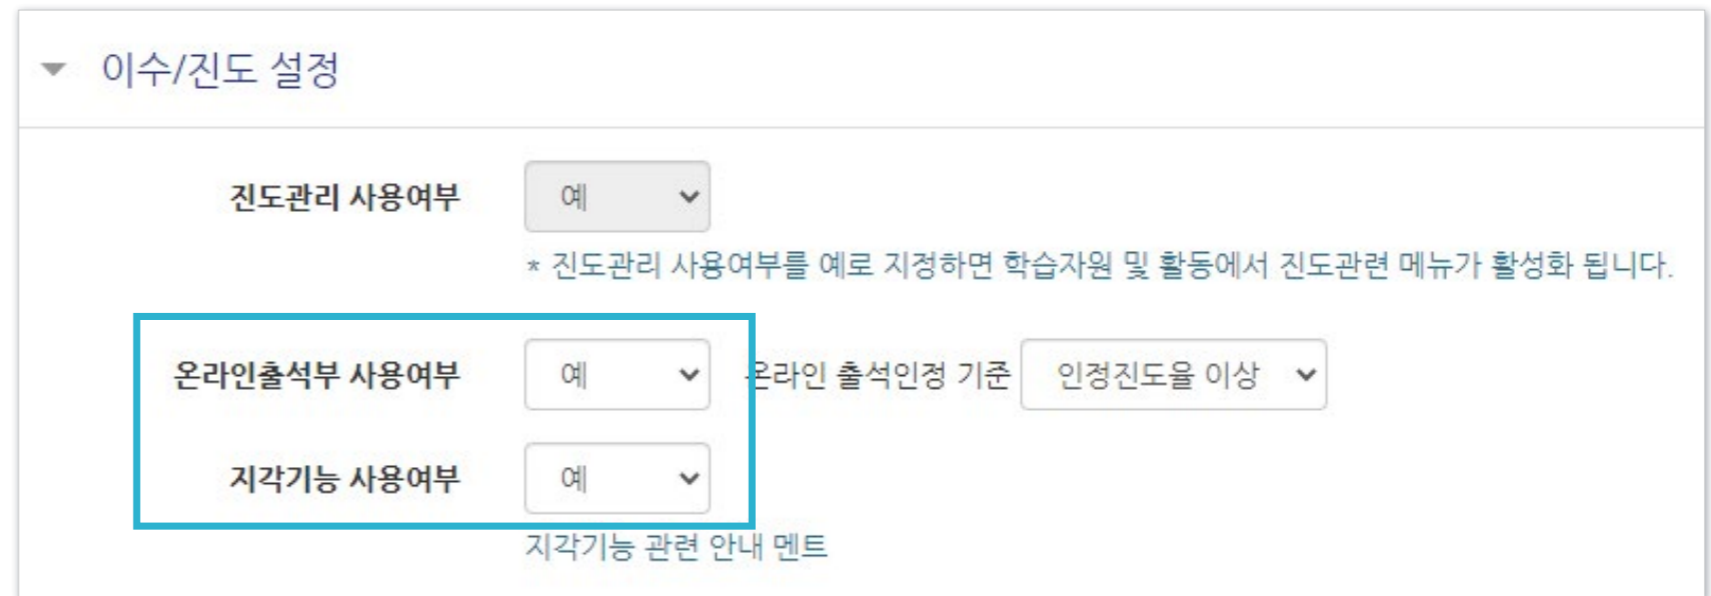 이수/진도 설정
진도관리 사용여부 예
* 진도관리 사용여부를 예로 지정하면 학습자원 및 활동에서 진도관련 메뉴가 활성화 됩니다.
온라인출석부 사용여부 예 온라인 출석인정 기준 인정진도율 이상
지각기능 사용여부 예
지각기능 관련 안내 멘트